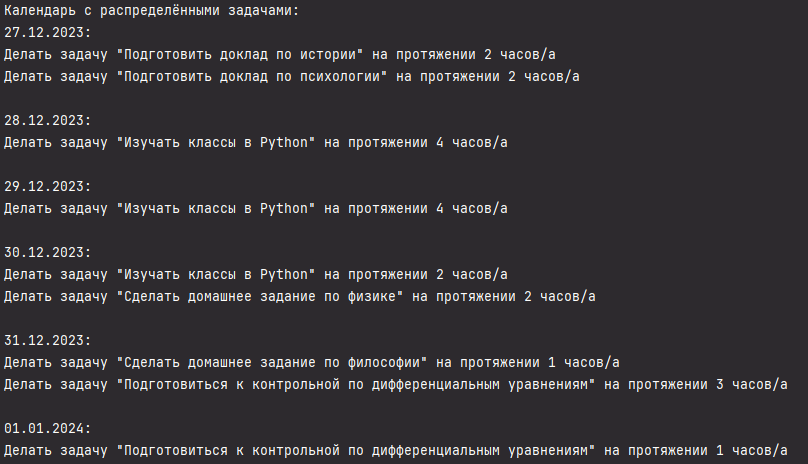 Календарь с распределёнными задачами:
27.12.2023:
Делать задачу "Подготовить доклад по истории" на протяжении 2 часов/а
Делать задачу "Подготовить доклад по психологии" на протяжении 2 часов/а
28.12.2023:
Делать задачу "Изучать классы в Python" на протяжении 4 часов/а
29.12.2023:
Делать задачу "Изучать классы в Python" на протяжении 4 часов/а
30.12.2023:
Делать задачу "Изучать классы в Python" на протяжении 2 часов/а
Делать задачу "Сделать домашнее задание по физике" на протяжении 2 часов/а
31.12.2023:
Делать задачу "Сделать домашнее задание по философии" на протяжении 1 часов/а
Делать задачу "Подготовиться к контрольной по дифференциальным уравнениям" на протяжении 3 часов/а
01.01.2024:
Делать задачу "Подготовиться к контрольной по дифференциальным уравнениям" на протяжении 1 часов/а